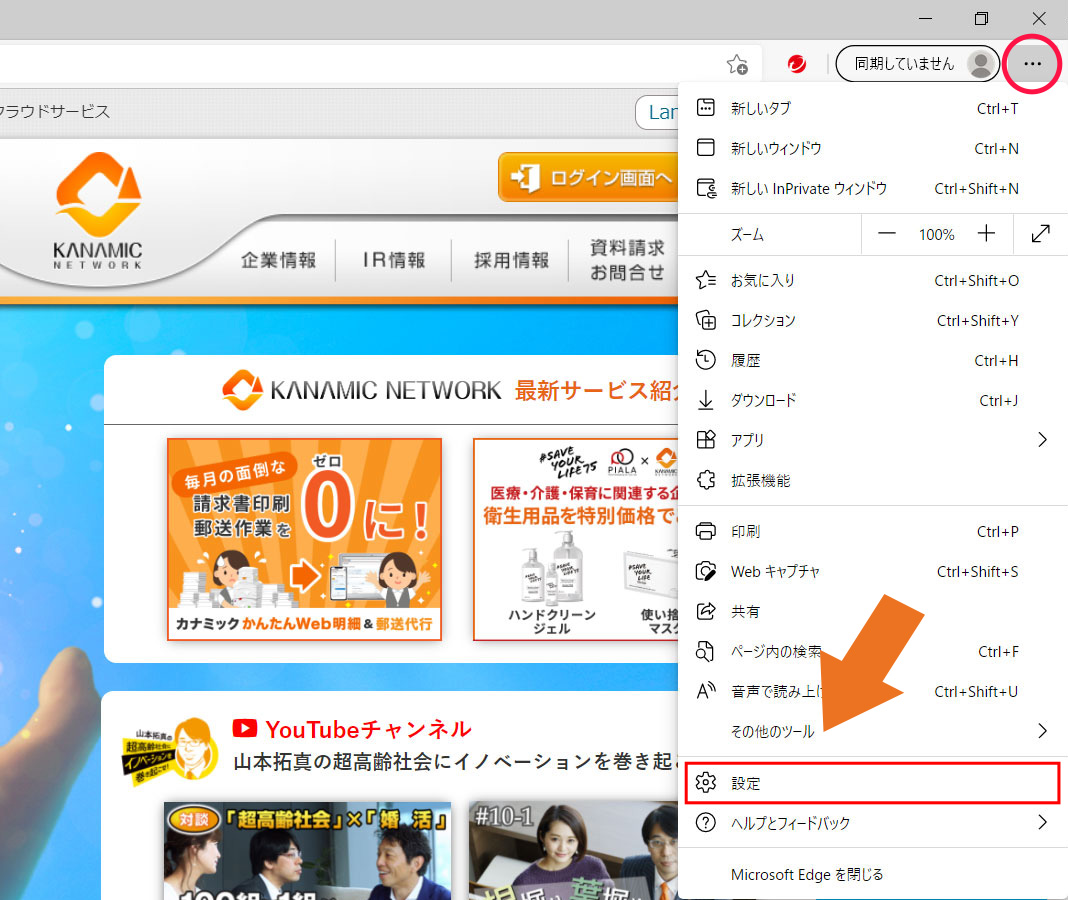 同期していません
ラウドサービス
Lan
KANAMIC
NETWORK
ログイン画面へ
企業情報
IR情報
採用情報
資料請求
お問合せ
KANAMIC NETWORK 最新サービス紹
毎月の面倒な
請求書印刷
郵送作業を
ゼロ
0に!
カナミックかんたんWeb明細&郵送代行
#SAVE
YOUR
LIFE75
PIALA
×
KANAMIC
医療・介護・保育に関連する企
衛生用品を特別価格で
ハンドクリーン
ジェル
使い捨
マス
山本拓真の
超高齢社会に
イノベーションを
巻き起こせ!
YouTubeチャンネル
山本拓真の超高齢社会にイノベーションを巻き起こ
対談
「超高齢社会」×「婚活」
100組
1組
#10-1
新しいタブ
Ctrl+T
新しいウィンドウ
Ctrl+N
新しい InPrivate ウィンドウ
Ctrl+Shift+N
ズーム
100%
お気に入り
Ctrl+Shift+O
コレクション
Ctrl+Shift+Y
履歴
Ctrl+H
ダウンロード
Ctrl+J
アプリ
拡張機能
印刷
Ctrl+P
Web キャプチャ
Ctrl+Shift+S
共有
ページ内の検索
Ctrl+F
音声で読み上げ
Ctrl+Shift+U
その他のツール
設定
ヘルプとフィードバック
Microsoft Edge を閉じる